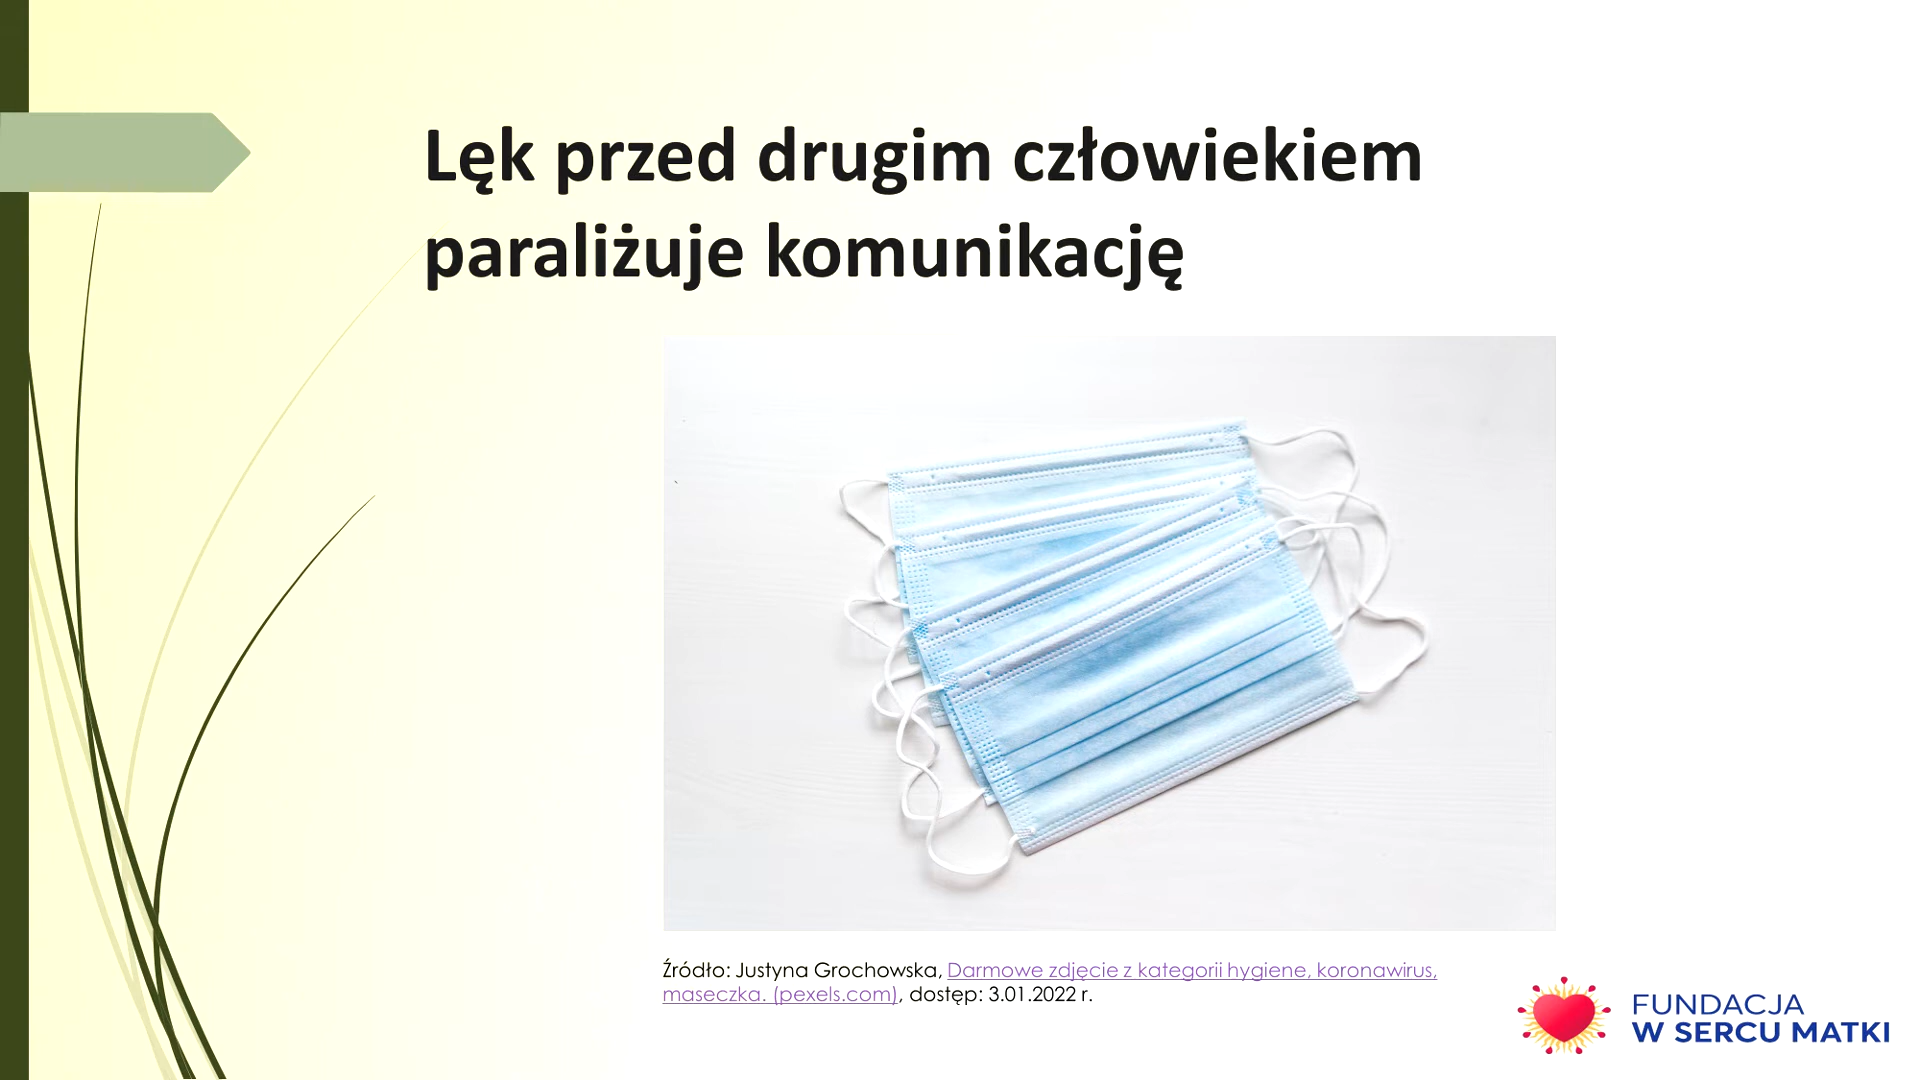 Lęk przed drugim człowiekiem
paraliżuje komunikację
Źródło: Justyna Grochowska, Darmowe zdjęcie z kategorii hygiene, koronawirus,
maseczka. (pexels.com), dostęp: 3.01.2022 r.
FUNDACJA
W SERCU MATKI